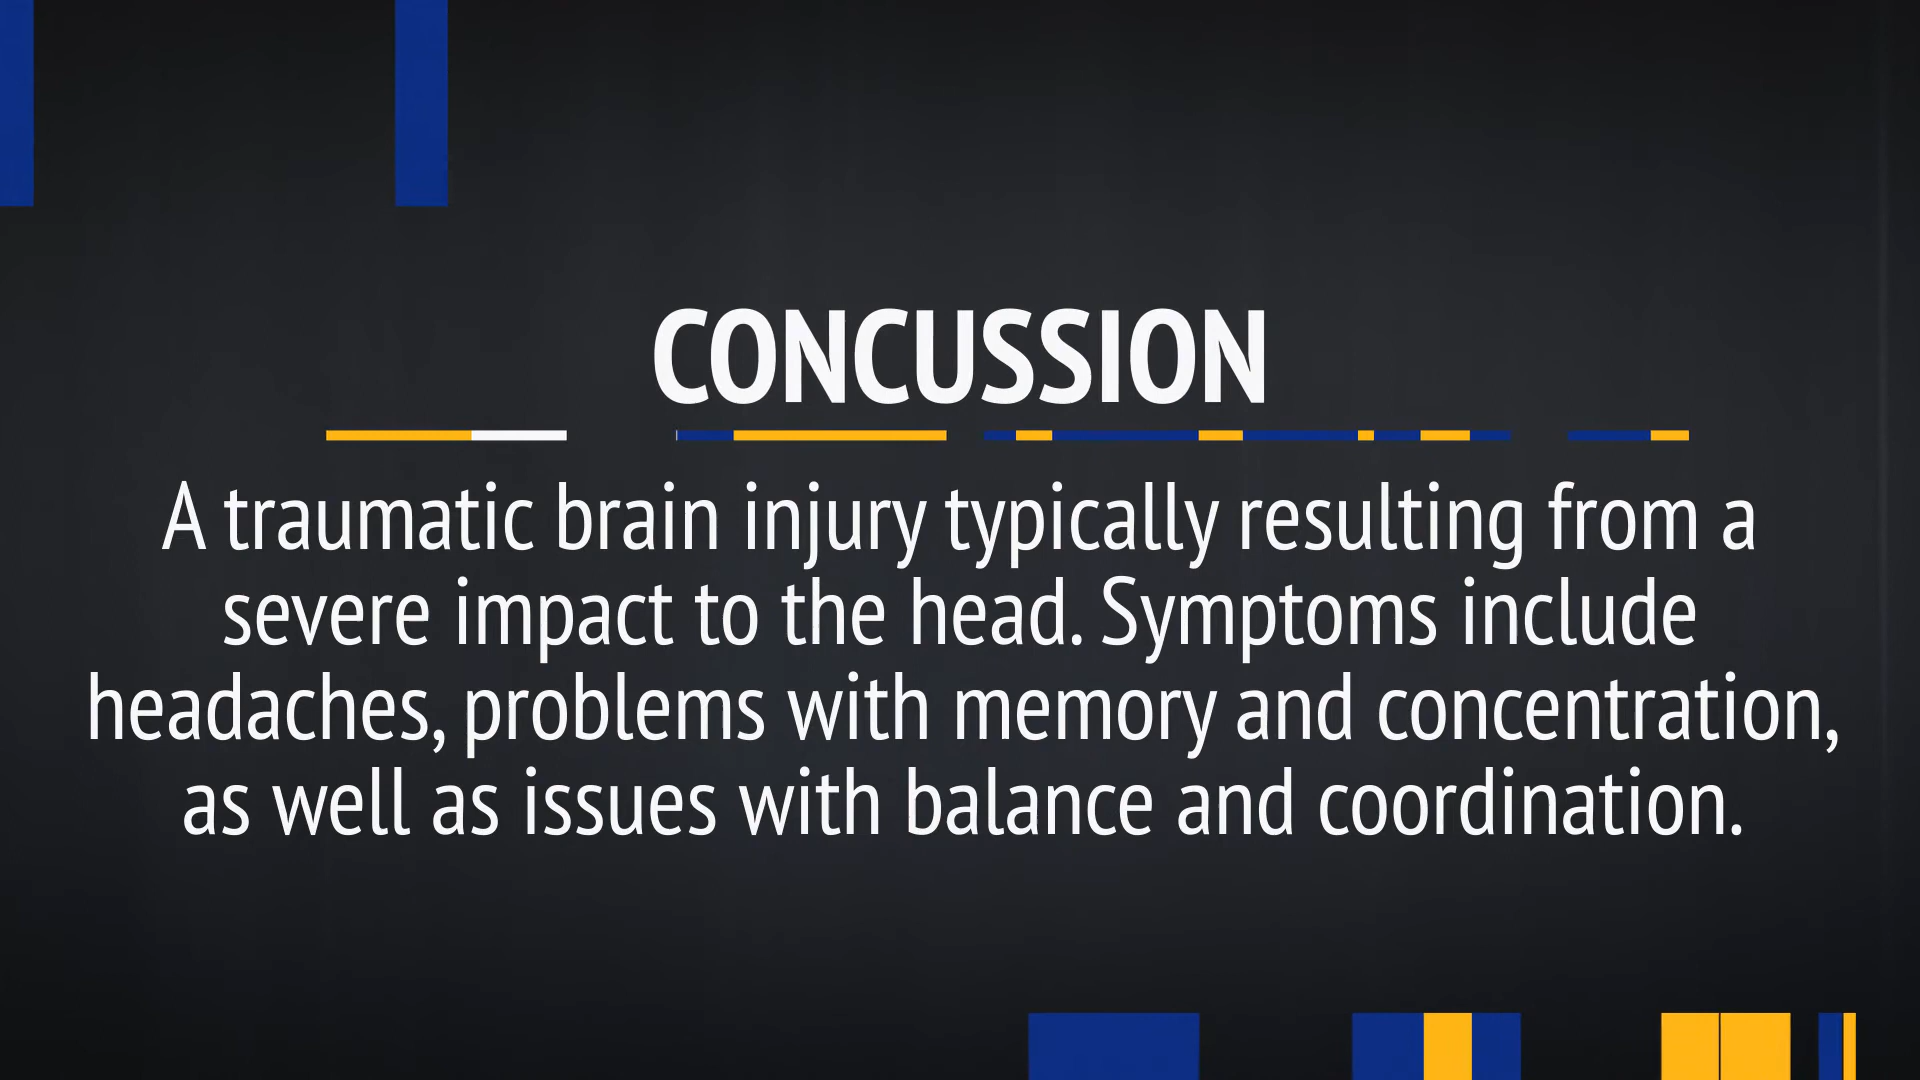 CONCUSSION
A traumatic brain injury typically resulting from a
severe impact to the head. Symptoms include
headaches, problems with memory and concentration,
as well as issues with balance and coordination.